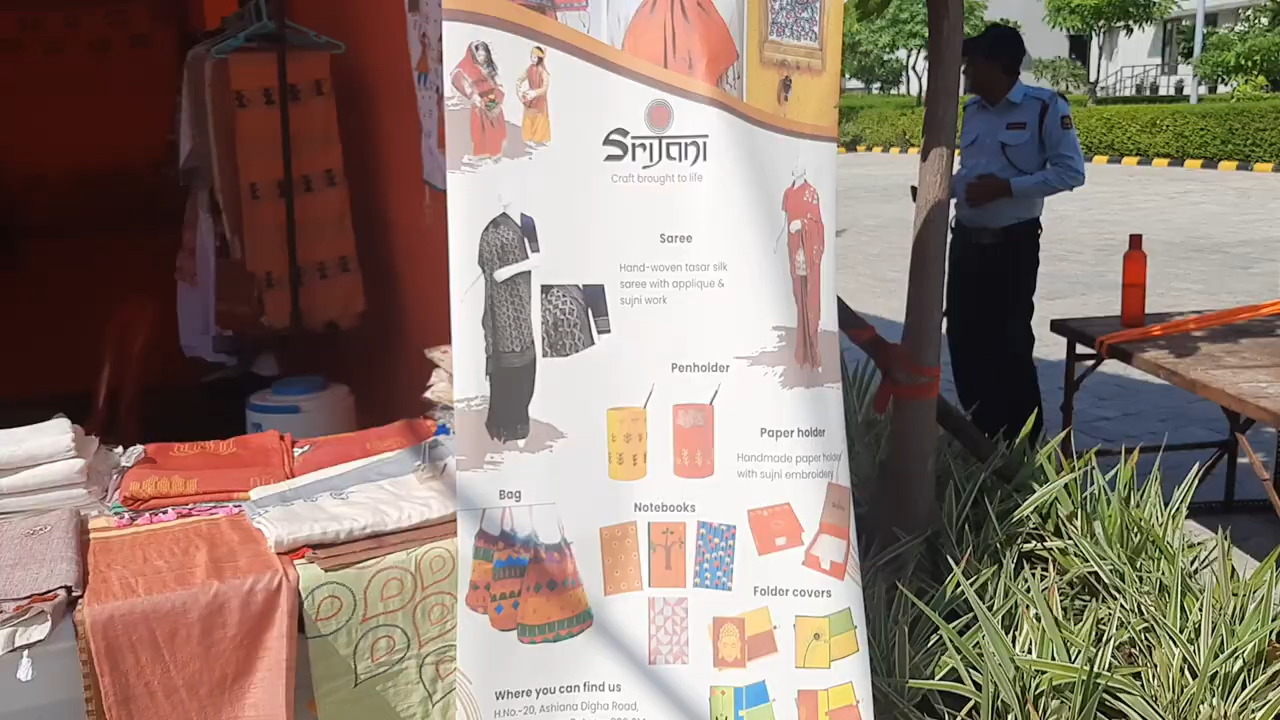 Srijani
Craft brought to life
Saree
Hand-woven tasar silk
saree with applique &
sujni work
Penholder
Paper holder
Handmade paper holder
with sujni embroidery
Bag
Notebooks
Folder covers
Where you can find us
H.No.-20, Ashiana Digha Road,